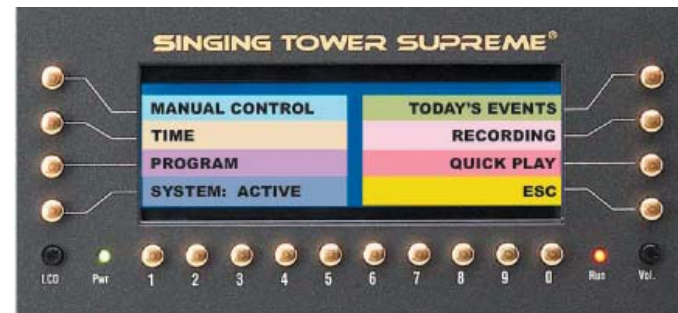 SINGING TOWER SUPREME®
MANUAL CONTROL TODAY'S EVENTS
TIME RECORDING
PROGRAM QUICK PLAY
SYSTEM: ACTIVE ESC
LCD Pwr 1 2 3 4 5 6 7 8 9 0 Run Vol.